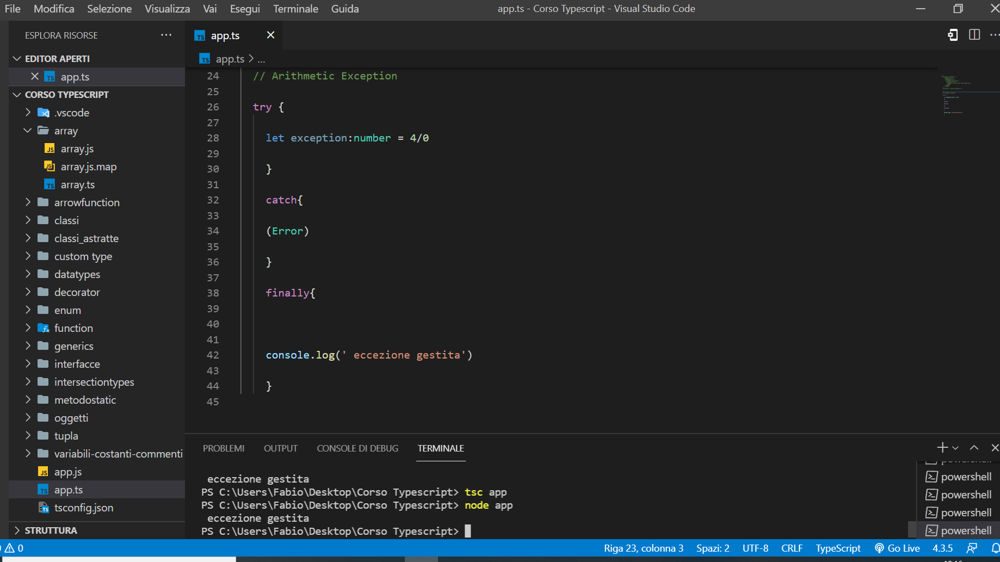 File Modifica Selezione Visualizza Vai Esegui Terminale Guida app.ts - Corso Typescript - Visual Studio Code
ESPLORA RISORSE ...
EDITOR APERTI
app.ts
CORSO TYPESCRIPT
.vscode
array
array.js
array.js.map
array.ts
arrowfunction
classi
classi_astratte
custom type
datatypes
decorator
enum
function
generics
interfacce
intersectiontypes
metodostatic
oggetti
tupla
variabili-costanti-commenti
app.js
app.ts
tsconfig.json
STRUTTURA
app.ts
app.ts > ...
24 // Arithmetic Exception
25
26 try {
27
28 let exception:number = 4/0
29
30 }
31
32 catch{
33
34 (Error)
35
36 }
37
38 finally{
39
40
41
42 console.log(' eccezione gestita')
43
44 }
45
PROBLEMI OUTPUT CONSOLE DI DEBUG TERMINALE
eccezione gestita
PS C:\Users\Fabio\Desktop\Corso Typescript> tsc app
PS C:\Users\Fabio\Desktop\Corso Typescript> node app
eccezione gestita
PS C:\Users\Fabio\Desktop\Corso Typescript>
powershell
powershell
powershell
powershell
0 Riga 23, colonna 3 Spazi: 2 UTF-8 CRLF TypeScript Go Live 4.3.5